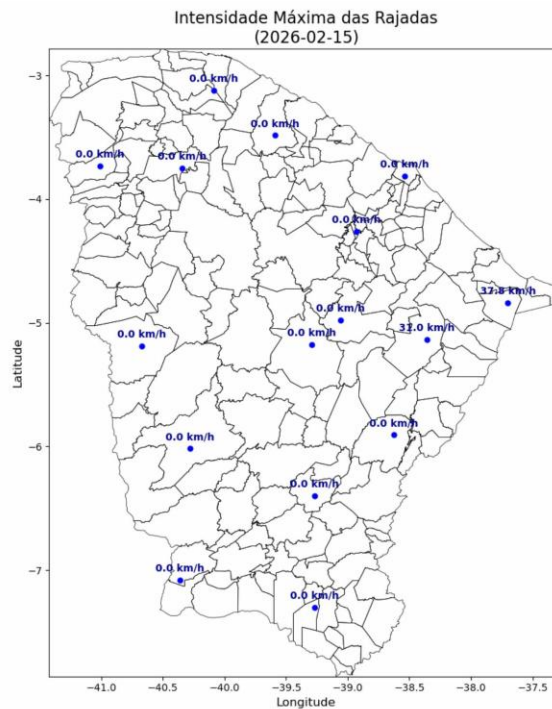 Intensidade Máxima das Rajadas
(2026-02-15)
−3
0.0 km/h
0.0 km/h
0.0 km/h
0.0 km/h
0.0 km/h
−4
0.0 km/h
37.8 km/h
0.0 km/h
−5
0.0 km/h
0.0 km/h
31.0 km/h
Latitude
0.0 km/h
−6
0.0 km/h
0.0 km/h
−7
0.0 km/h
0.0 km/h
−41.0 −40.5 −40.0 −39.5 −39.0 −38.5 −38.0 −37.5
Longitude